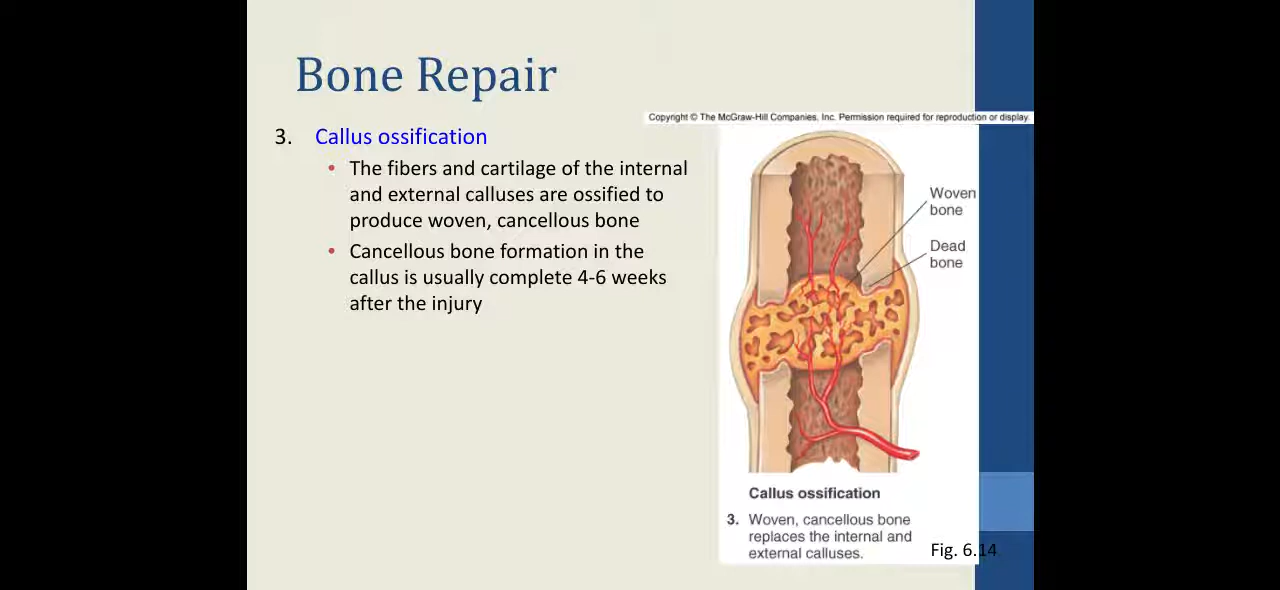 Bone Repair
Copyright © The McGraw-Hill Companies, Inc. Permission required for reproduction or display.
3. Callus ossification
• The fibers and cartilage of the internal
and external calluses are ossified to
produce woven, cancellous bone
• Cancellous bone formation in the
callus is usually complete 4-6 weeks
after the injury
Woven
bone
Dead
bone
Callus ossification
3. Woven, cancellous bone
replaces the internal and
external calluses.
Fig. 6.14